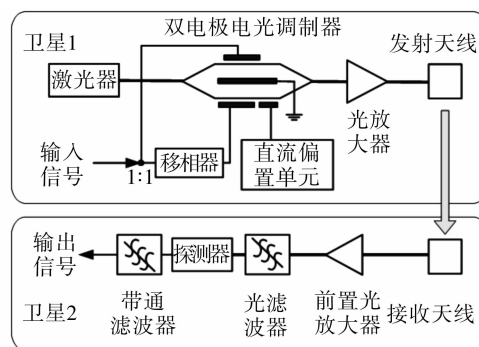 双电极电光调制器
卫星1
发射天线
激光器
光放
大器
输入
信号
1:1
移相器
直流偏
置单元
输出
信号
探测器
卫星2
带通
滤波器
光滤
波器
前置光
放大器
接收天线